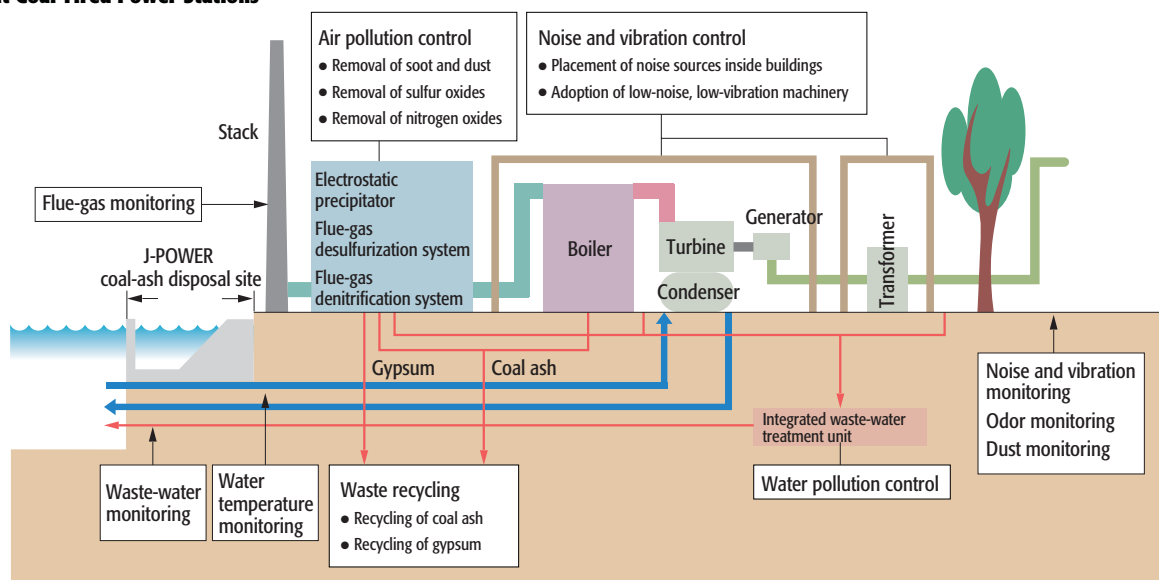 Air pollution control
● Removal of soot and dust
● Removal of sulfur oxides
● Removal of nitrogen oxides
Noise and vibration control
● Placement of noise sources inside buildings
● Adoption of low-noise, low-vibration machinery
Stack
Flue-gas monitoring
Electrostatic
precipitator
Flue-gas
desulfurization system
Flue-gas
denitrification system
Boiler
Turbine
Generator
Condenser
Transformer
J-POWER
coal-ash disposal site
Gypsum
Coal ash
Noise and vibration
monitoring
Odor monitoring
Dust monitoring
Integrated waste-water
treatment unit
Water pollution control
Waste-water
monitoring
Water
temperature
monitoring
Waste recycling
● Recycling of coal ash
● Recycling of gypsum